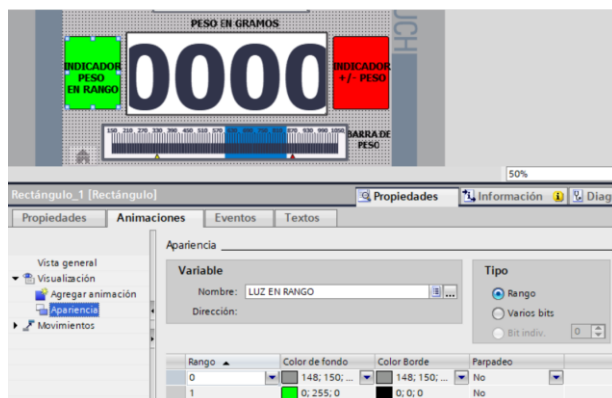 PESO EN GRAMOS
INDICADOR
PESO
EN RANGO
0000
INDICADOR
+/- PESO
BARRA DE
PESO
50%
Rectángulo_1 [Rectángulo]
Propiedades
Información
Diag
Propiedades
Animaciones
Eventos
Textos
Apariencia
Vista general
Visualización
Agregar animación
Apariencia
Movimientos
Variable
Nombre: LUZ EN RANGO
Dirección:
Tipo
Rango
Varios bits
Bit indiv. 0
Rango Color de fondo Color Borde Parpadeo
0 148; 150; ... 148; 150; ... No
1 0; 255; 0 0; 0; 0 No